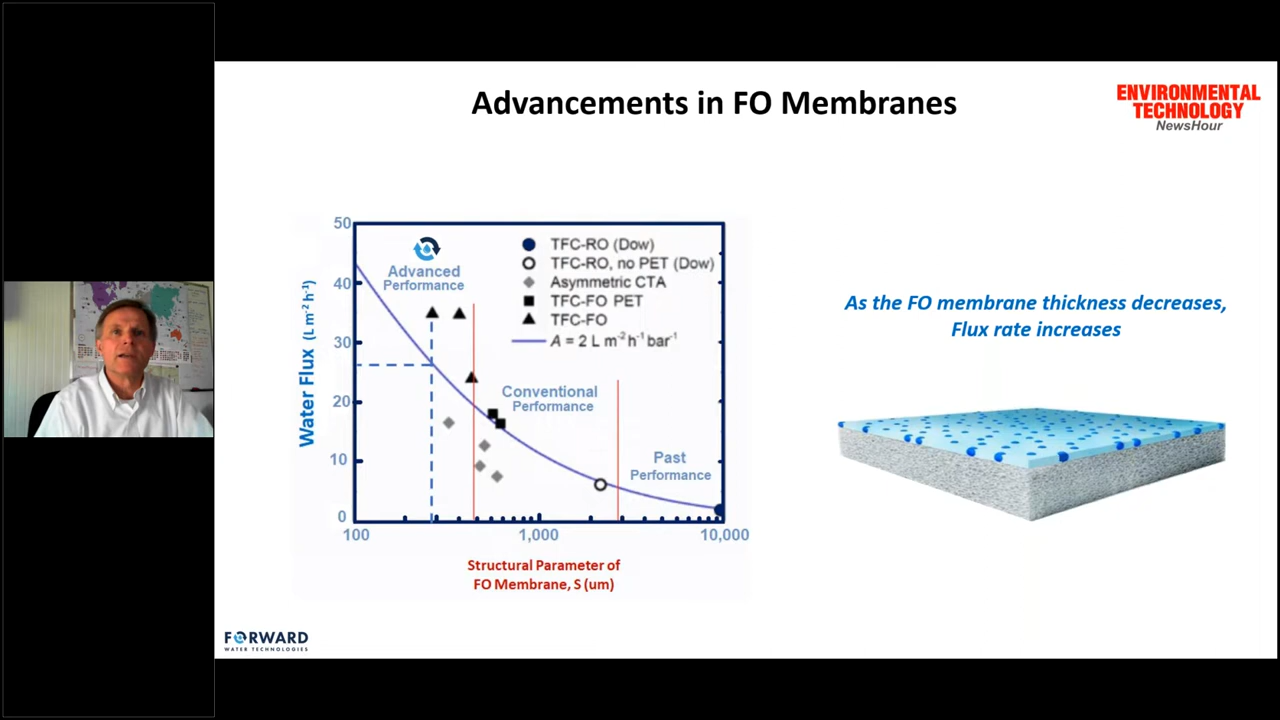 Advancements in FO Membranes
ENVIRONMENTAL
TECHNOLOGY
NewsHour
50
40
30
20
10
0
Water Flux (L m⁻² h⁻¹)
Advanced
Performance
TFC-RO (Dow)
TFC-RO, no PET (Dow)
Asymmetric CTA
TFC-FO PET
TFC-FO
A = 2 L m⁻² h⁻¹ bar⁻¹
Conventional
Performance
Past
Performance
100
1,000
10,000
Structural Parameter of
FO Membrane, S (um)
As the FO membrane thickness decreases,
Flux rate increases
FORWARD
WATER TECHNOLOGIES